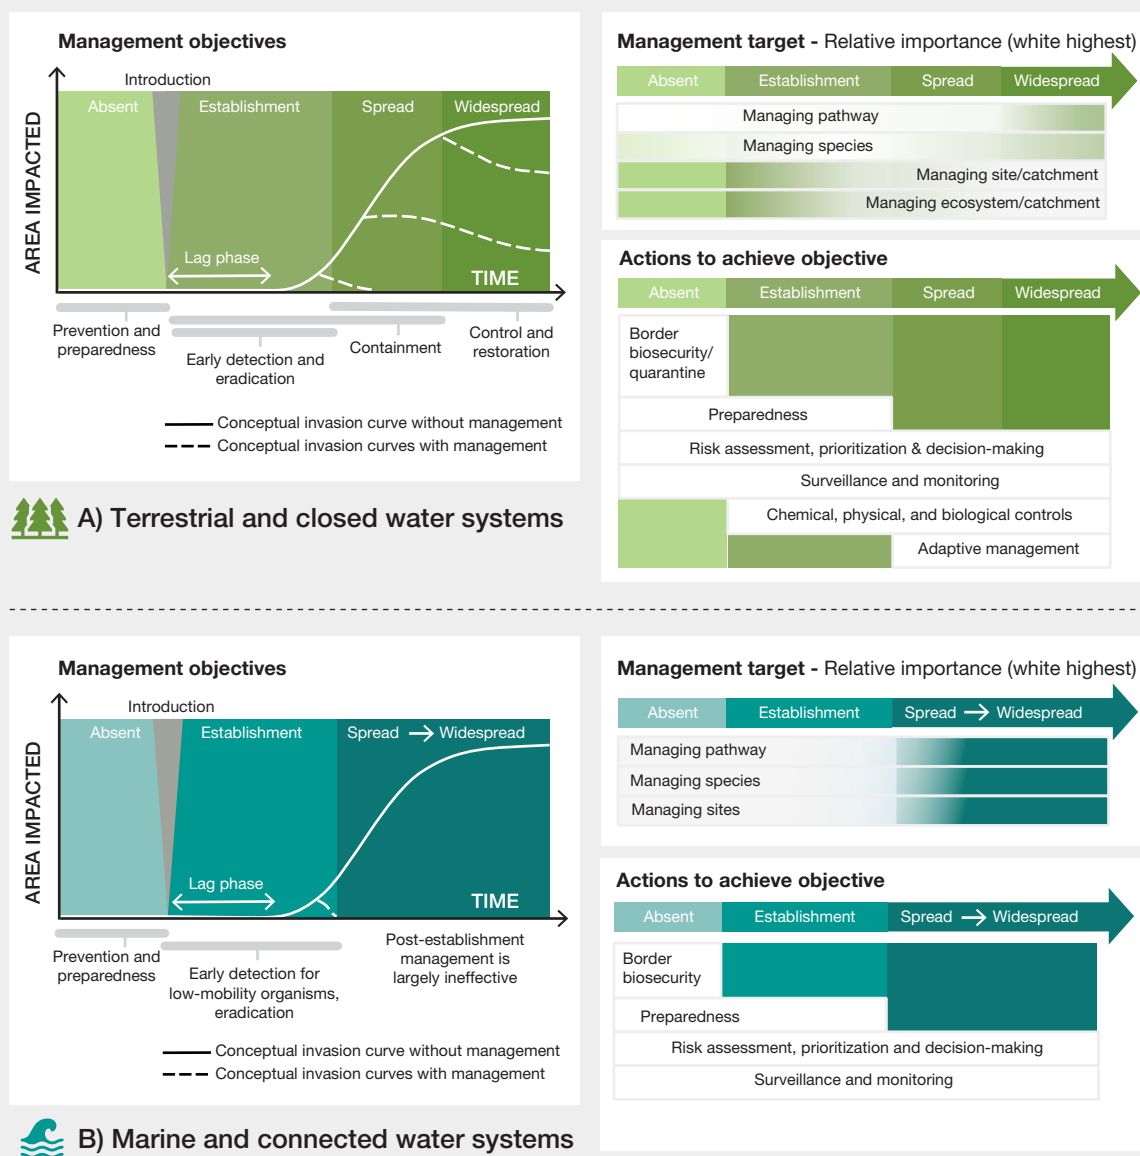 Management objectives
Introduction
Absent
Establishment
Spread
Widespread
AREA IMPACTED
Lag phase
TIME
Prevention and
preparedness
Early detection and
eradication
Containment
Control and
restoration
Conceptual invasion curve without management
Conceptual invasion curves with management
A) Terrestrial and closed water systems
Management target - Relative importance (white highest)
Absent
Establishment
Spread
Widespread
Managing pathway
Managing species
Managing site/catchment
Managing ecosystem/catchment
Actions to achieve objective
Absent
Establishment
Spread
Widespread
Border
biosecurity/
quarantine
Preparedness
Risk assessment, prioritization & decision-making
Surveillance and monitoring
Chemical, physical, and biological controls
Adaptive management
Management objectives
Introduction
Absent
Establishment
Spread → Widespread
AREA IMPACTED
Lag phase
TIME
Prevention and
preparedness
Early detection for
low-mobility organisms,
eradication
Post-establishment
management is
largely ineffective
Conceptual invasion curve without management
Conceptual invasion curves with management
B) Marine and connected water systems
Management target - Relative importance (white highest)
Absent
Establishment
Spread → Widespread
Managing pathway
Managing species
Managing sites
Actions to achieve objective
Absent
Establishment
Spread → Widespread
Border
biosecurity
Preparedness
Risk assessment, prioritization and decision-making
Surveillance and monitoring